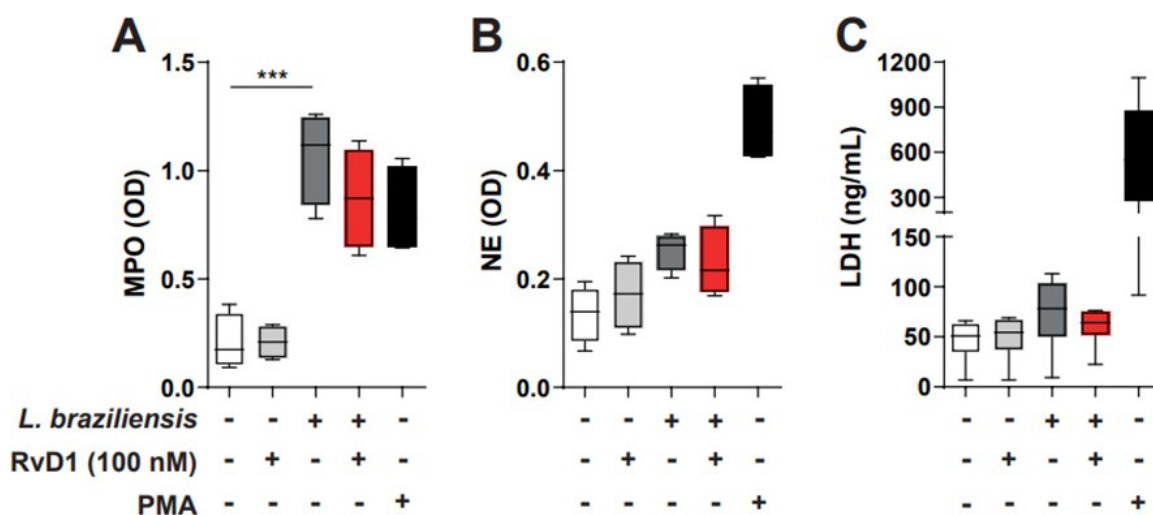 A B C
MPO (OD)
1.5
1.0
0.5
0.0
***
NE (OD)
0.6
0.4
0.2
0.0
LDH (ng/mL)
1200
900
600
300
150
100
50
0
L. braziliensis - - + + - - - + + - - - + + -
RvD1 (100 nM) - + - + - - + - + - - + - + -
PMA - - - - + - - - - + - - - - +